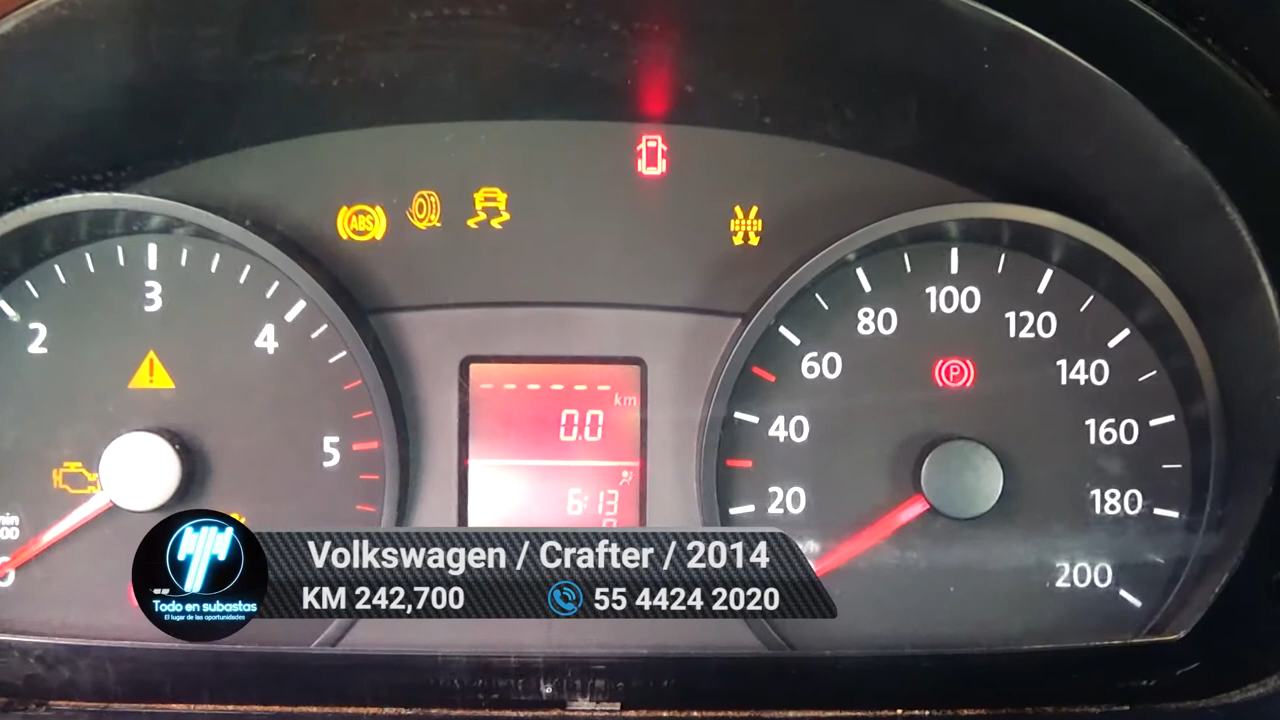 ABS
2
3
4
5
km
0.0
6:13
20
40
60
80
100
120
140
160
180
200
P
Volkswagen / Crafter / 2014
KM 242,700
55 4424 2020
Todo en subastas
El lugar de las oportunidades